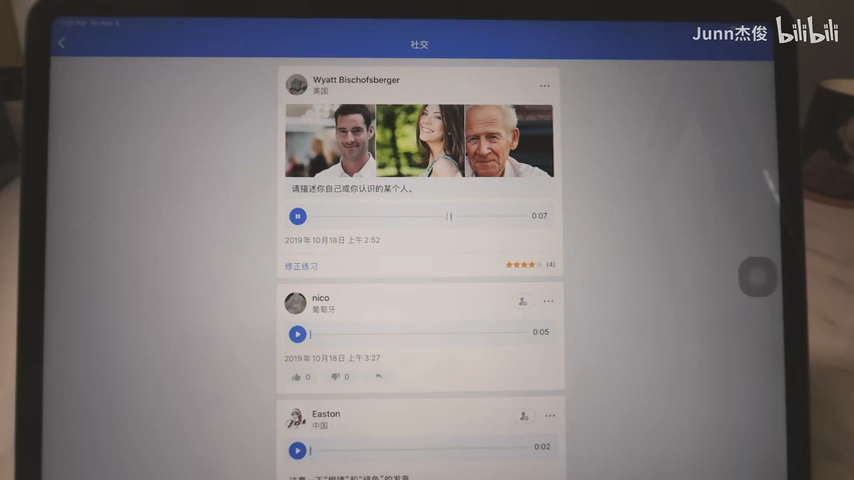 Junn杰俊 bilibili
社交
Wyatt Bischofsberger
美国
请描述你自己或你认识的某个人。
0:07
2019年10月18日 上午2:52
修正练习
(4)
nico
葡萄牙
0:05
2019年10月18日 上午3:27
0 0
Easton
中国
0:02